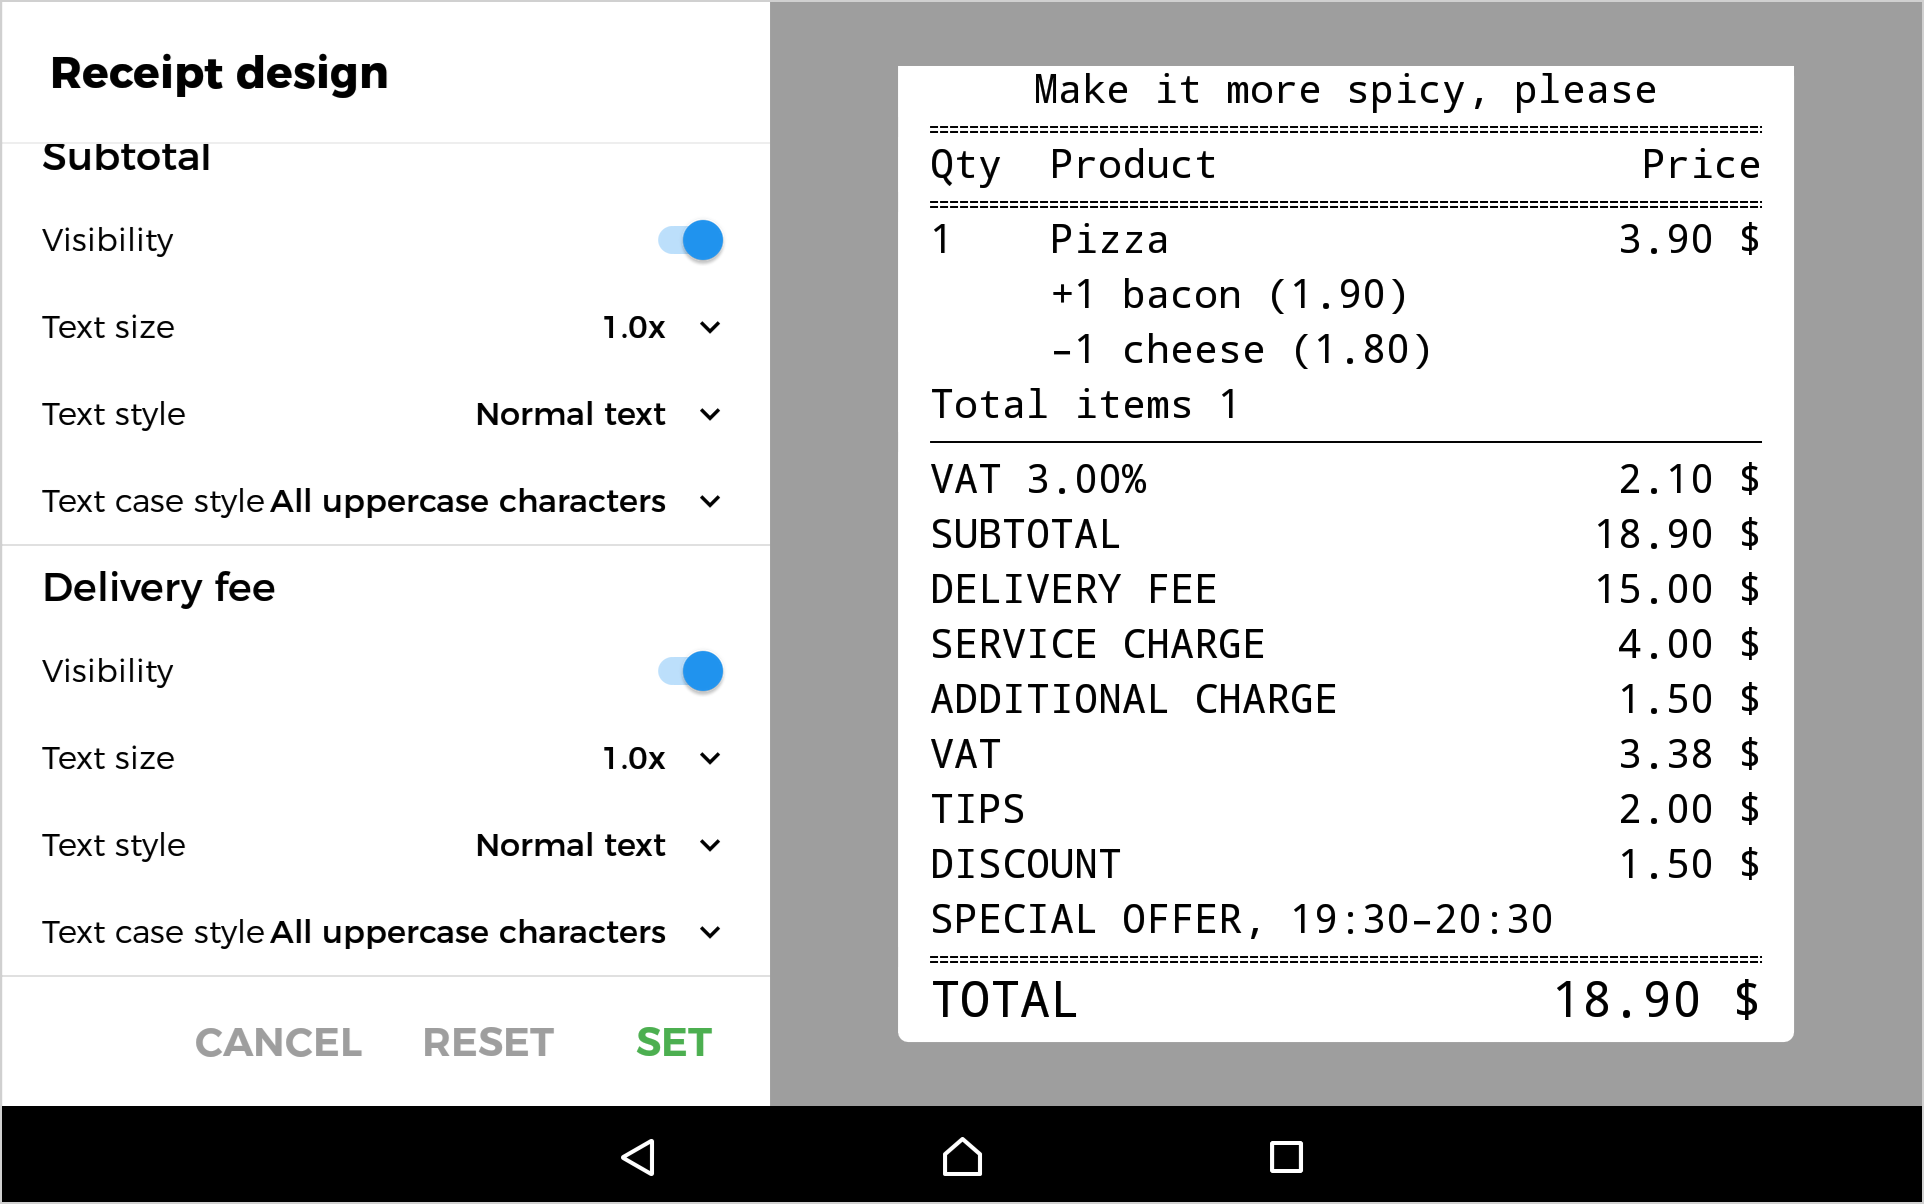 Receipt design
Subtotal
Visibility
Text size 1.0x
Text style Normal text
Text case style All uppercase characters
Delivery fee
Visibility
Text size 1.0x
Text style Normal text
Text case style All uppercase characters
CANCEL RESET SET
Make it more spicy, please
Qty Product Price
1 Pizza 3.90 $
+1 bacon (1.90)
-1 cheese (1.80)
Total items 1
VAT 3.00% 2.10 $
SUBTOTAL 18.90 $
DELIVERY FEE 15.00 $
SERVICE CHARGE 4.00 $
ADDITIONAL CHARGE 1.50 $
VAT 3.38 $
TIPS 2.00 $
DISCOUNT 1.50 $
SPECIAL OFFER, 19:30-20:30
TOTAL 18.90 $